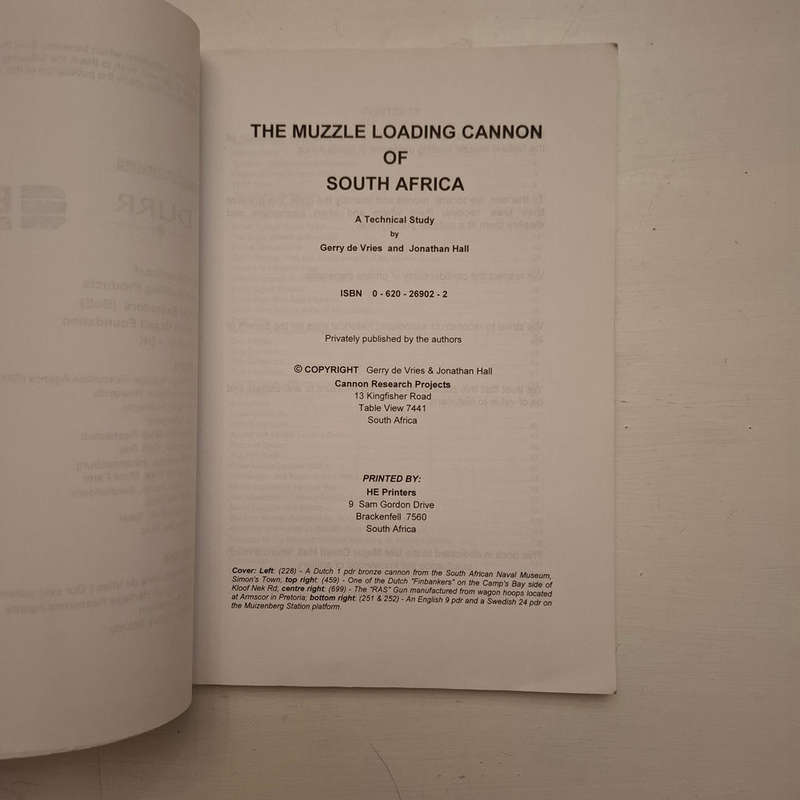 THE MUZZLE LOADING CANNON
OF
SOUTH AFRICA
A Technical Study
by
Gerry de Vries and Jonathan Hall
ISBN 0 - 620 - 26902 - 2
Privately published by the authors
© COPYRIGHT Gerry de Vries & Jonathan Hall
Cannon Research Projects
13 Kingfisher Road
Table View 7441
South Africa
PRINTED BY:
HE Printers
9 Sam Gordon Drive
Brackenfell 7560
South Africa
Cover: Left: (228) - A Dutch 1 pdr bronze cannon from the South African Naval Museum,
Simon's Town, top right: (459) - One of the Dutch "Finbankers" on the Camp's Bay side of
Kloof Nek Rd, centre right: (699) - The "RAS" Gun manufactured from wagon hoops located
at Armscor in Pretoria; bottom right: (251 & 252) - An English 9 pdr and a Swedish 24 pdr on
the Muizenberg Station platform.